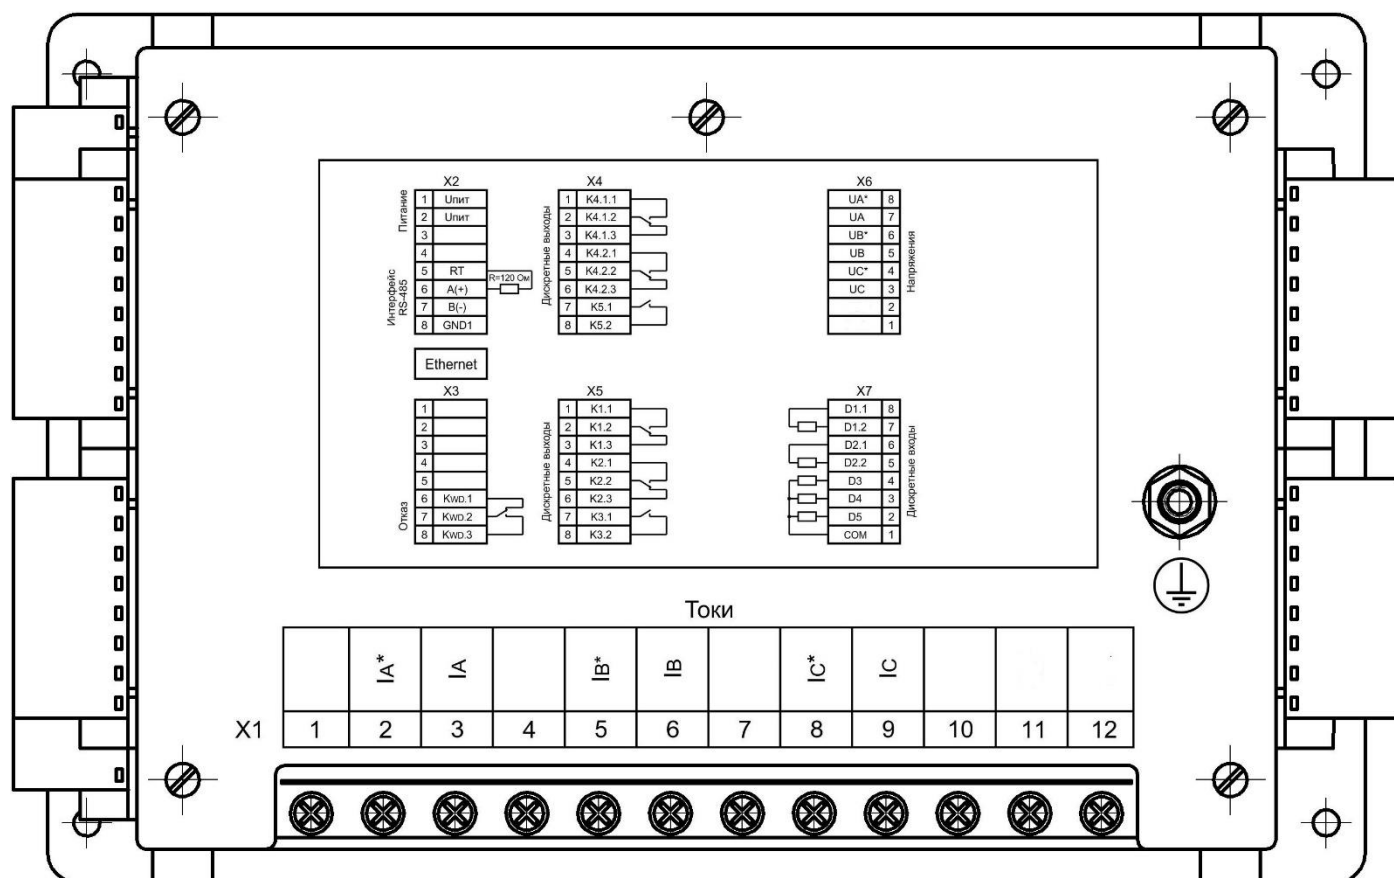 X2
Питание
1 Uпит
2 Uпит
3
4
Интерфейс
RS-485
5 RT
6 A(+)
7 B(-)
8 GND1
R=120 Ом
Ethernet
X3
1
2
3
4
5
Отказ
6 KWD.1
7 KWD.2
8 KWD.3
X4
Дискретные выходы
1 K4.1.1
2 K4.1.2
3 K4.1.3
4 K4.2.1
5 K4.2.2
6 K4.2.3
7 K5.1
8 K5.2
X5
Дискретные выходы
1 K1.1
2 K1.2
3 K1.3
4 K2.1
5 K2.2
6 K2.3
7 K3.1
8 K3.2
X6
UA* 8
UA 7
UB* 6
UB 5
UC* 4
UC 3
2
1
Напряжения
X7
D1.1 8
D1.2 7
D2.1 6
D2.2 5
D3 4
D4 3
D5 2
COM 1
Дискретные входы
Токи
IA* IA IB* IB IC* IC
X1 1 2 3 4 5 6 7 8 9 10 11 12